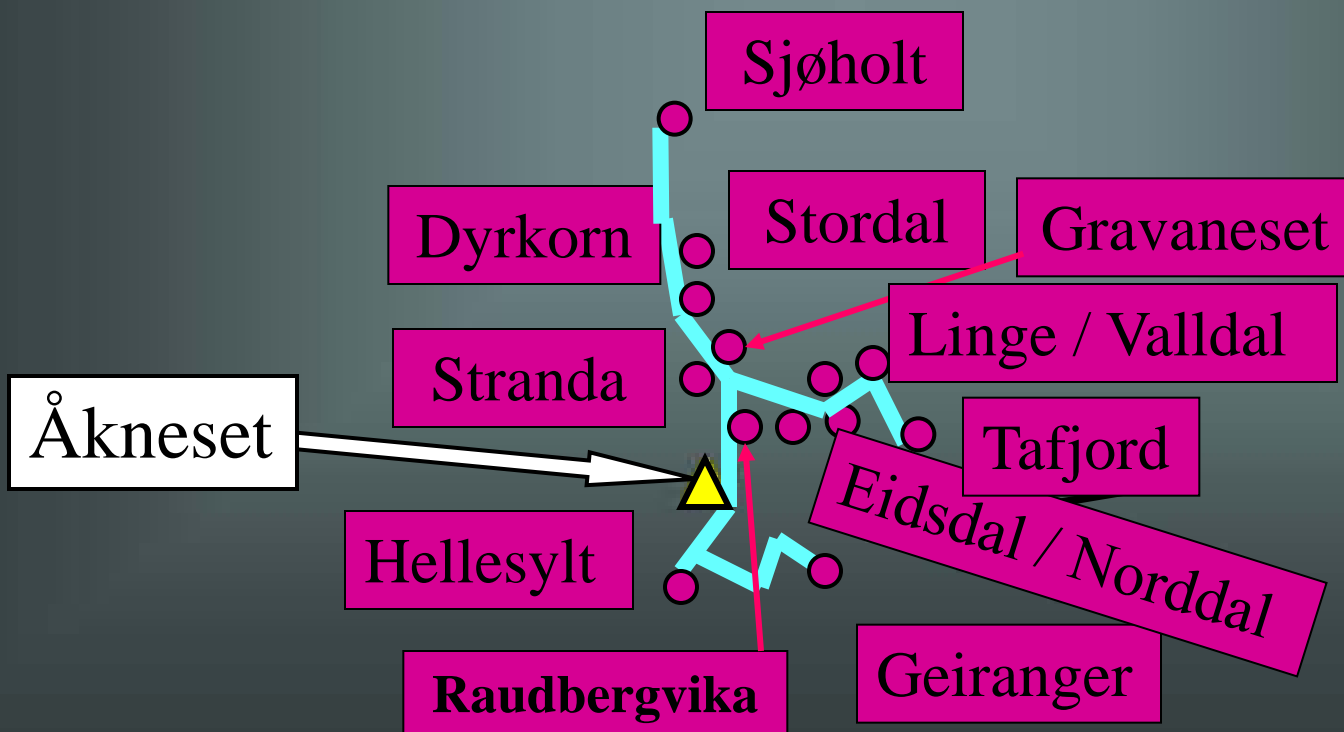 Sjøholt
Dyrkorn
Stordal
Gravaneset
Linge / Valldal
Stranda
Åkneset
Tafjord
Eidsdal / Norddal
Hellesylt
Geiranger
Raudbergvika